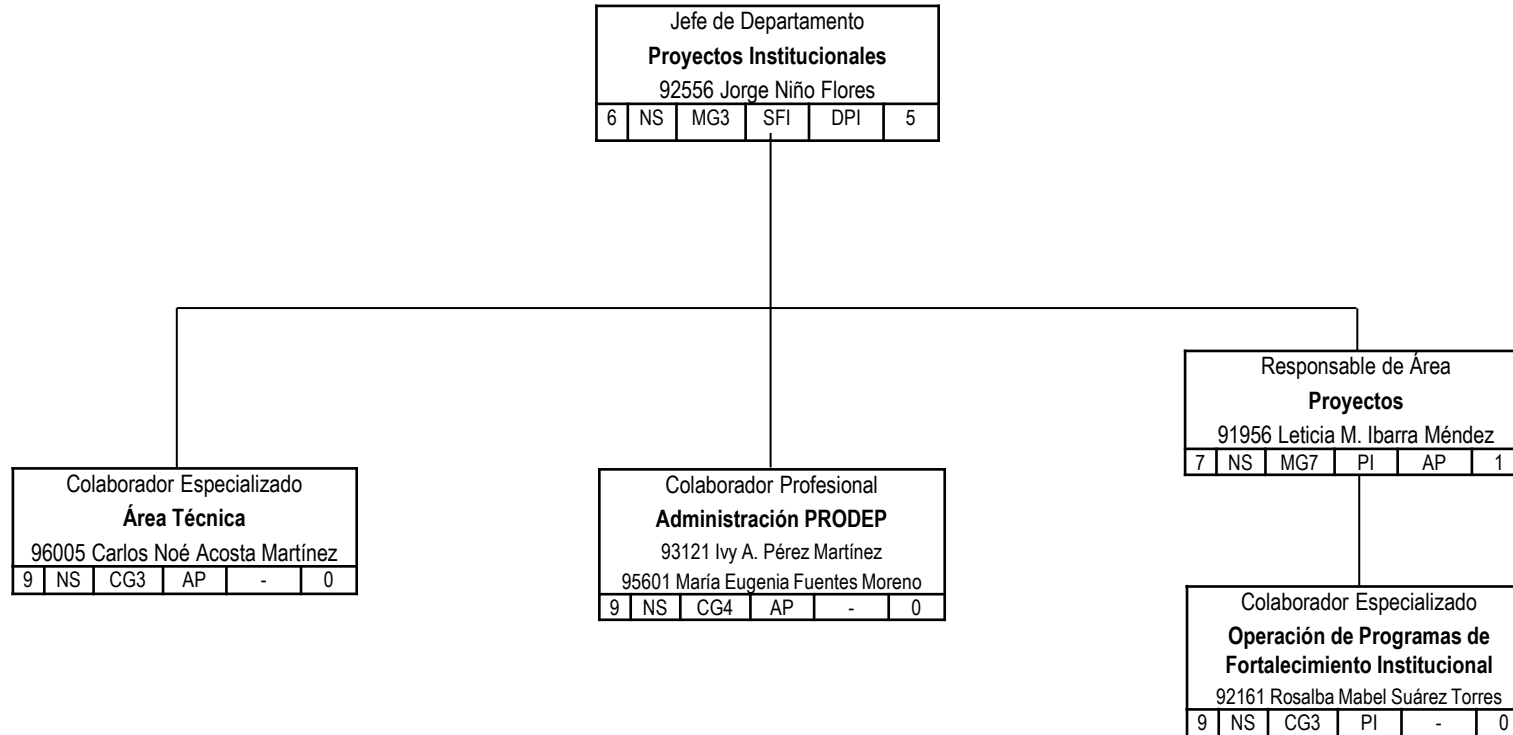 Jefe de Departamento
Proyectos Institucionales
92556 Jorge Niño Flores
6 NS MG3 SFI DPI 5
Responsable de Área
Proyectos
91956 Leticia M. Ibarra Méndez
7 NS MG7 PI AP 1
Colaborador Especializado
Área Técnica
96005 Carlos Noé Acosta Martínez
9 NS CG3 AP - 0
Colaborador Profesional
Administración PRODEP
93121 Ivy A. Pérez Martínez
95601 María Eugenia Fuentes Moreno
9 NS CG4 AP - 0
Colaborador Especializado
Operación de Programas de
Fortalecimiento Institucional
92161 Rosalba Mabel Suárez Torres
9 NS CG3 PI - 0